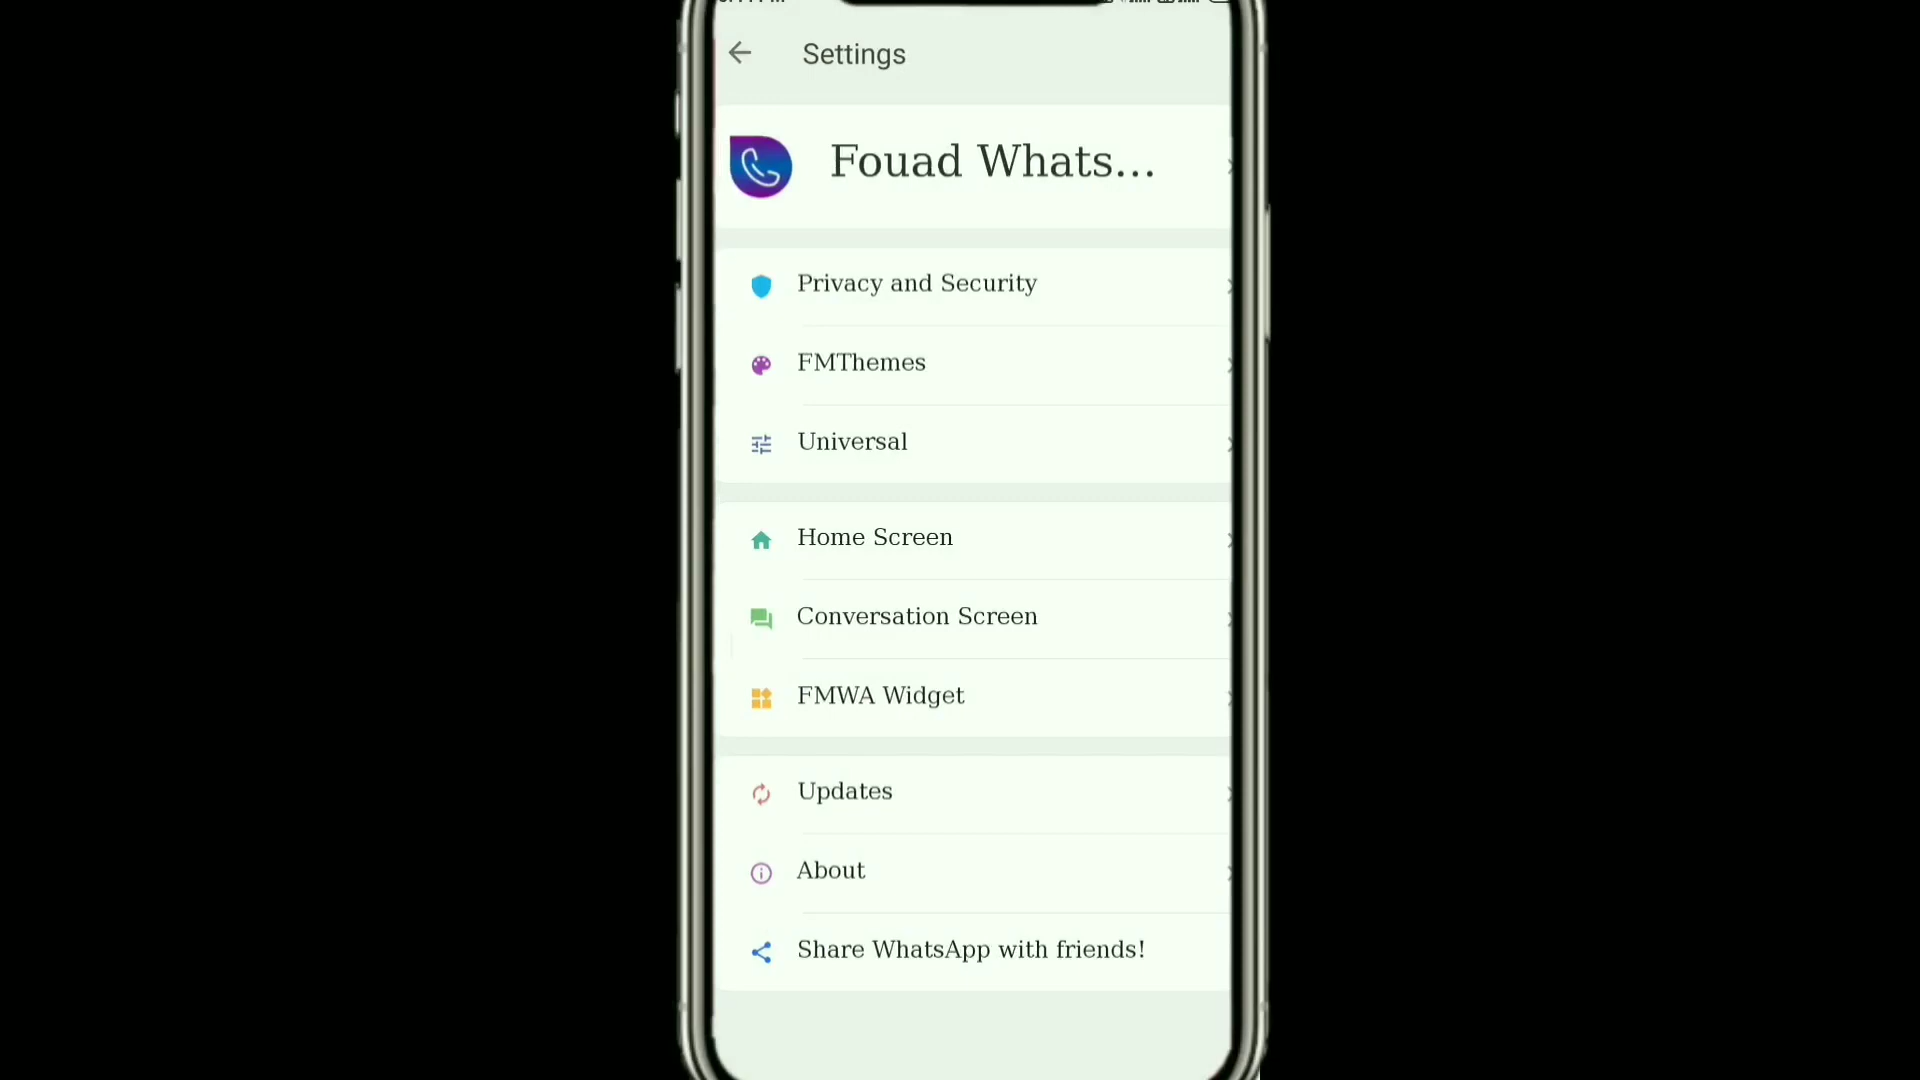 Settings
Fouad Whats...
Privacy and Security
FMThemes
Universal
Home Screen
Conversation Screen
FMWA Widget
Updates
About
Share WhatsApp with friends!